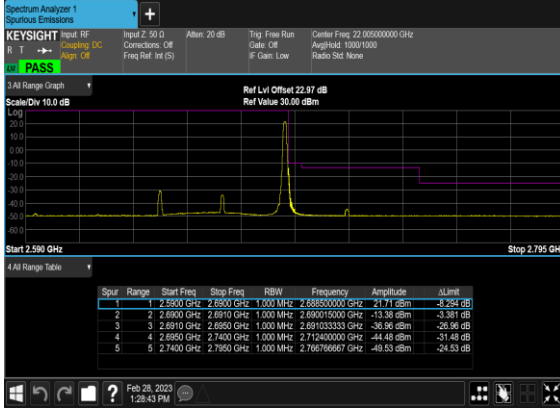 Spectrum Analyzer 1
Spurious Emissions
+
KEYSIGHT Input: RF Input Z: 50 Ω Atten: 20 dB Trig: Free Run Center Freq: 22.005000000 GHz
R T Coupling: DC Corrections: Off Gate: Off Avg|Hold: 1000/1000
Align: Off Freq Ref: Int (S) IF Gain: Low Radio Std: None
PASS
3 All Range Graph
Ref Lvl Offset 22.97 dB
Scale/Div 10.0 dB Ref Value 30.00 dBm
Log
20.0
10.0
0.00
-10.0
-20.0
-30.0
-40.0
-50.0
-60.0
Start 2.590 GHz Stop 2.795 GH
4 All Range Table
Spur Range Start Freq Stop Freq RBW Frequency Amplitude ΔLimit
1 1 2.5900 GHz 2.6900 GHz 1.000 MHz 2.688500000 GHz 21.71 dBm -8.294 dB
2 2 2.6900 GHz 2.6910 GHz 1.000 MHz 2.690015000 GHz -13.38 dBm -3.381 dB
3 3 2.6910 GHz 2.6950 GHz 1.000 MHz 2.691033333 GHz -36.96 dBm -26.96 dB
4 4 2.6950 GHz 2.7400 GHz 1.000 MHz 2.712400000 GHz -44.48 dBm -31.48 dB
5 5 2.7400 GHz 2.7950 GHz 1.000 MHz 2.766766667 GHz -49.53 dBm -24.53 dB
? Feb 28, 2023
1:28:43 PM